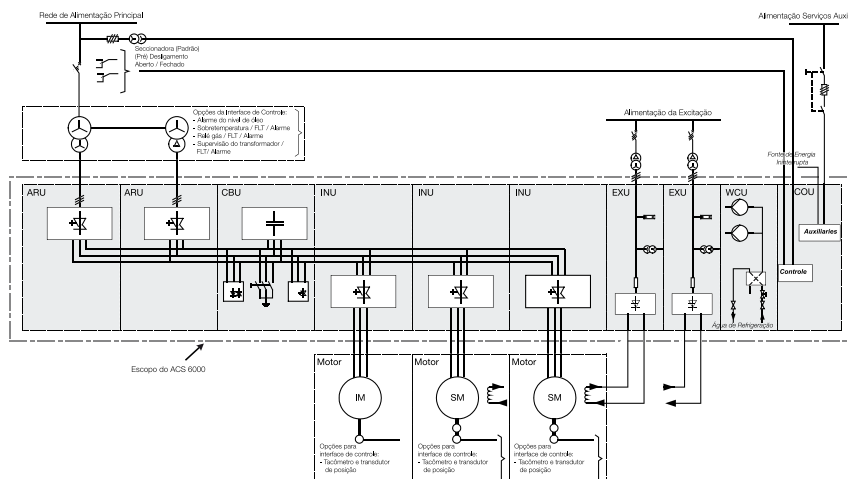 Rede de Alimentação Principal
Alimentação Serviços Auxi
Seccionadora (Padrão)
(Pré) Desligamento
Aberto / Fechado
Opções da Interface de Controle:
- Alarme do nível de óleo
- Sobretemperatura / FLT / Alarme
- Relé gás / FLT / Alarme
- Supervisão do transformador /
FLT/ Alarme
Alimentação da Excitação
Fonte de Energia
Ininterrupta
ARU
ARU
CBU
INU
INU
INU
EXU
EXU
WCU
COU
Auxiliaries
Controle
Água de Refrigeração
Escopo do ACS 6000
Motor
Motor
Motor
IM
SM
SM
Opções para
interface de controle:
- Tacômetro e transdutor
de posição
Opções para
interface de controle:
- Tacômetro e transdutor
de posição
Opções para
interface de controle:
- Tacômetro e transdutor
de posição